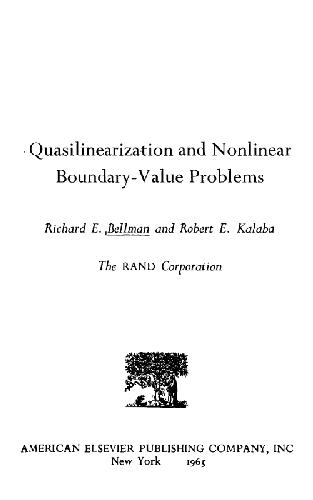 Quasilinearization and Nonlinear
Boundary-Value Problems
Richard E. Bellman and Robert E. Kalaba
The RAND Corporation
AMERICAN ELSEVIER PUBLISHING COMPANY, INC
New York 1965